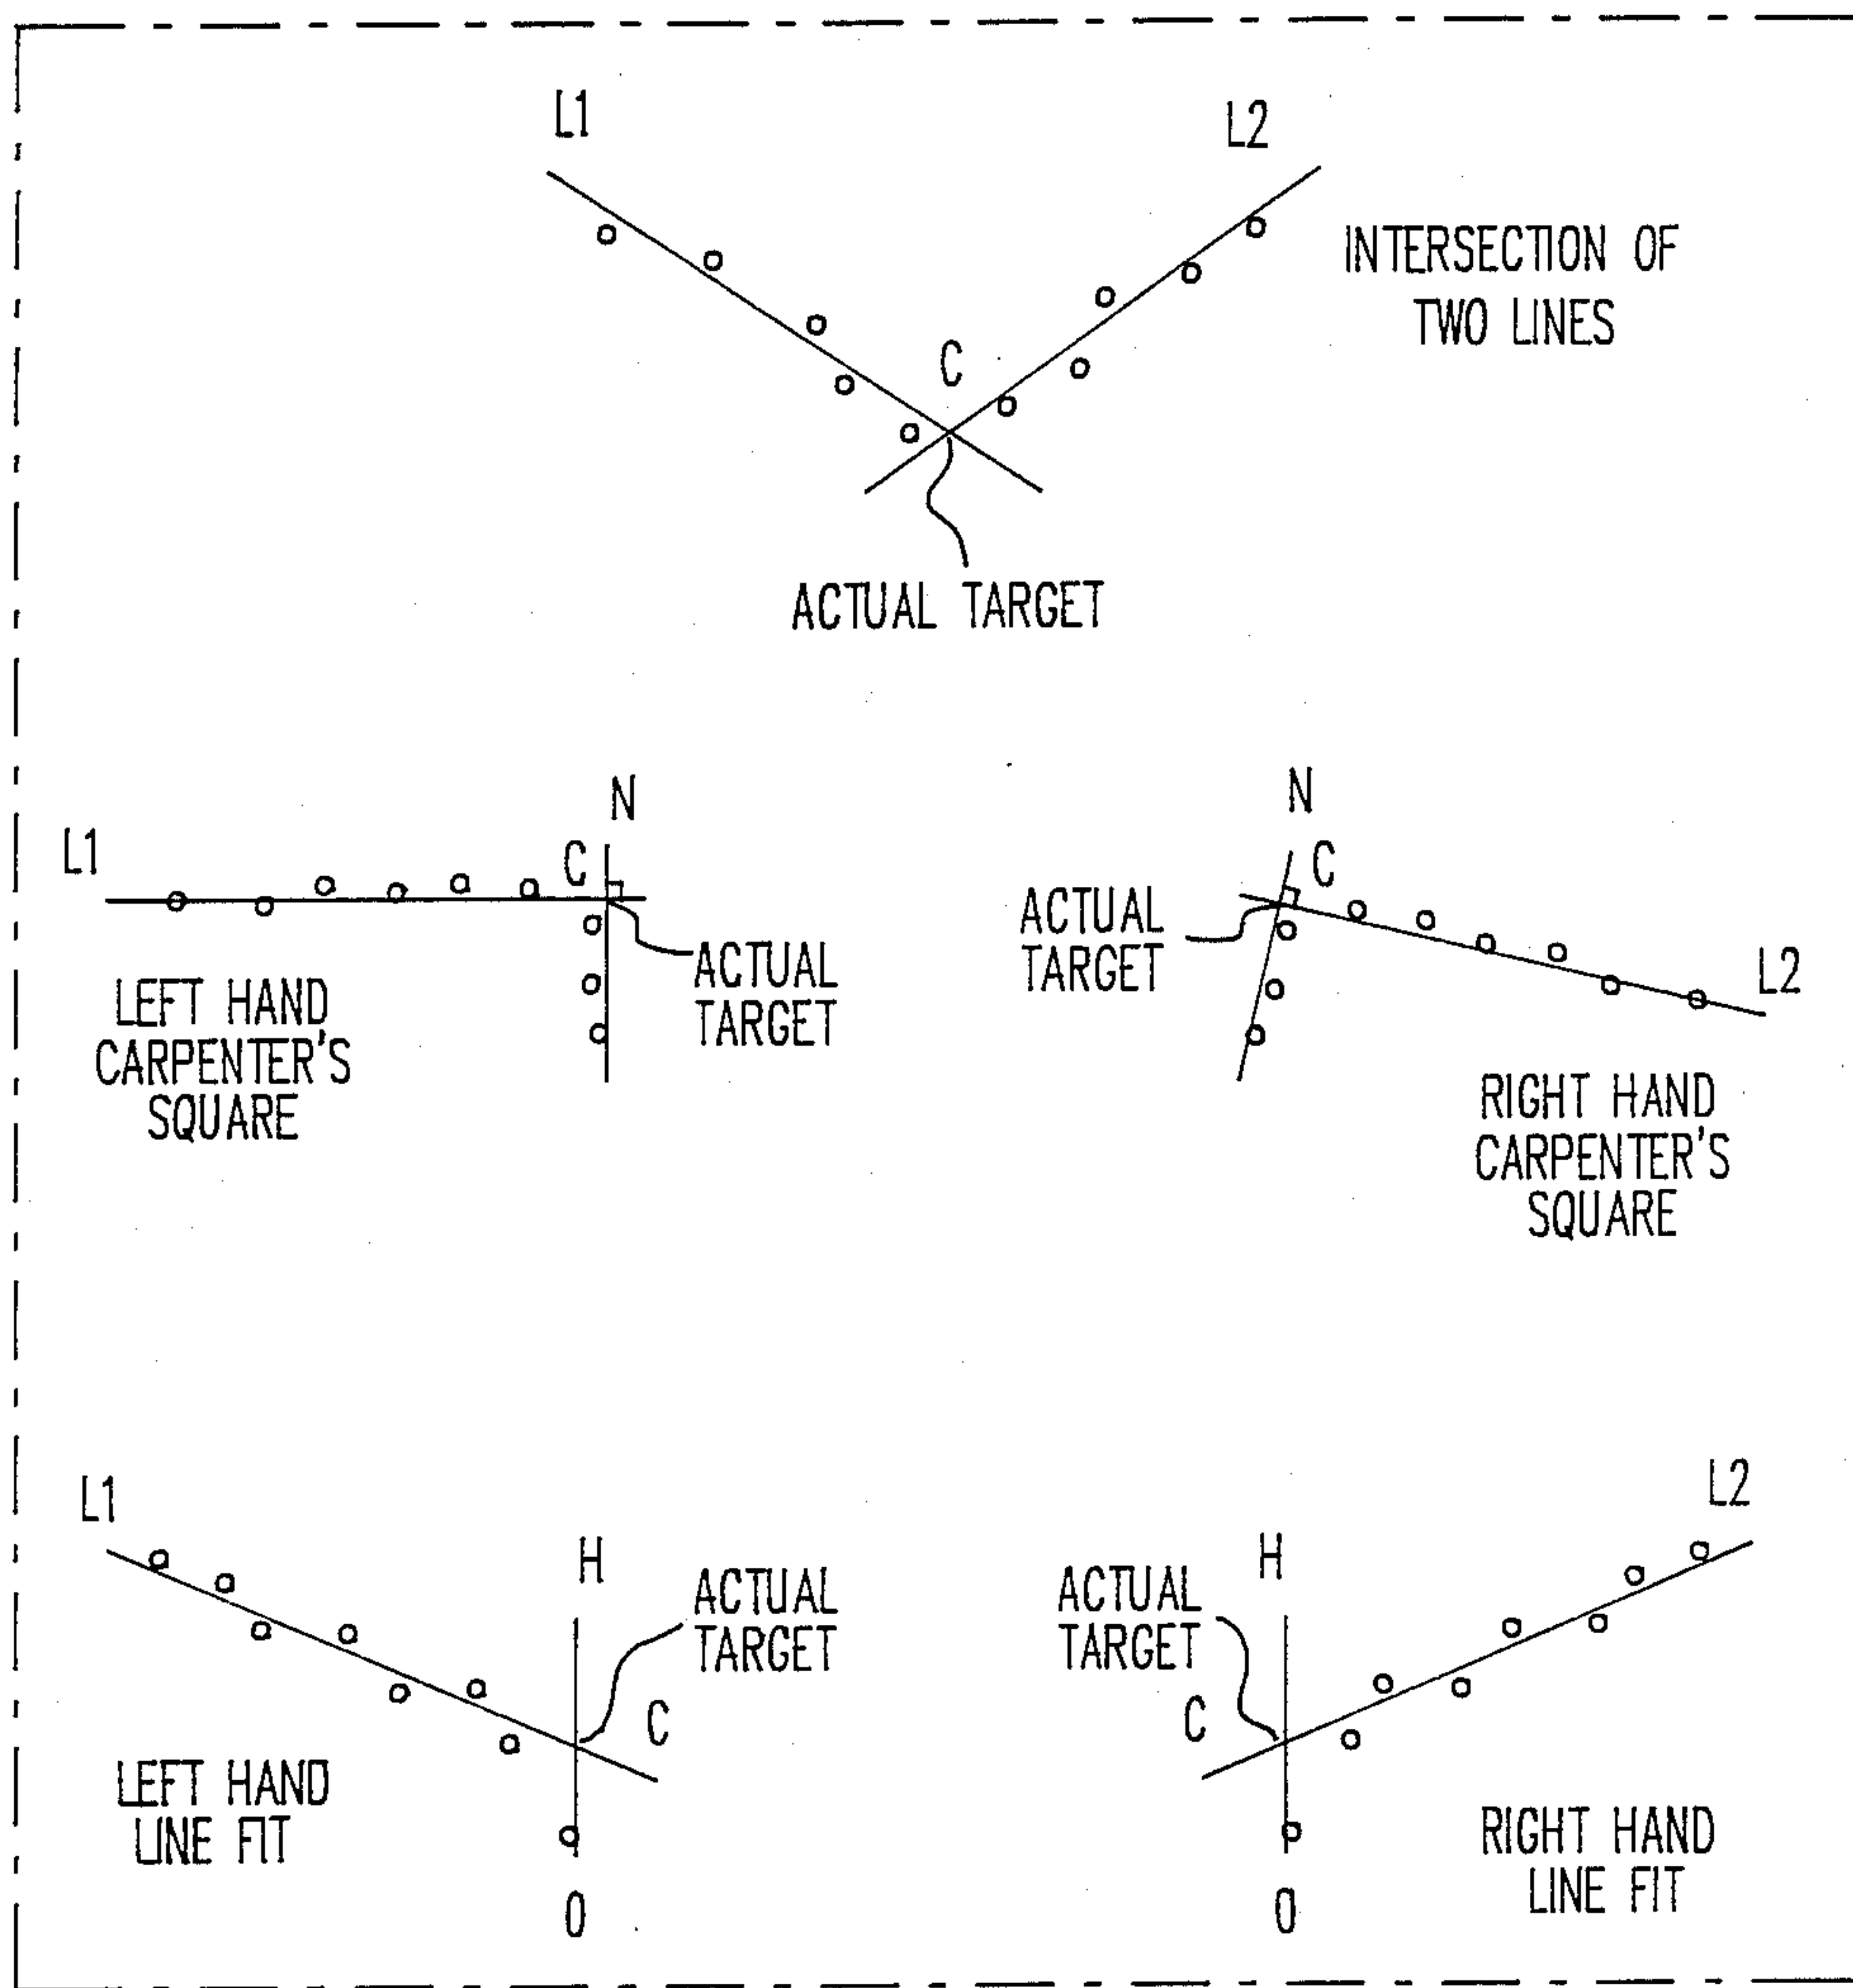 L1
L2
INTERSECTION OF
TWO LINES
C
ACTUAL TARGET
L1
N
C
ACTUAL
TARGET
LEFT HAND
CARPENTER'S
SQUARE
N
C
ACTUAL
TARGET
L2
RIGHT HAND
CARPENTER'S
SQUARE
L1
H
ACTUAL
TARGET
C
LEFT HAND
LINE FIT
0
L2
H
ACTUAL
TARGET
C
RIGHT HAND
LINE FIT
0